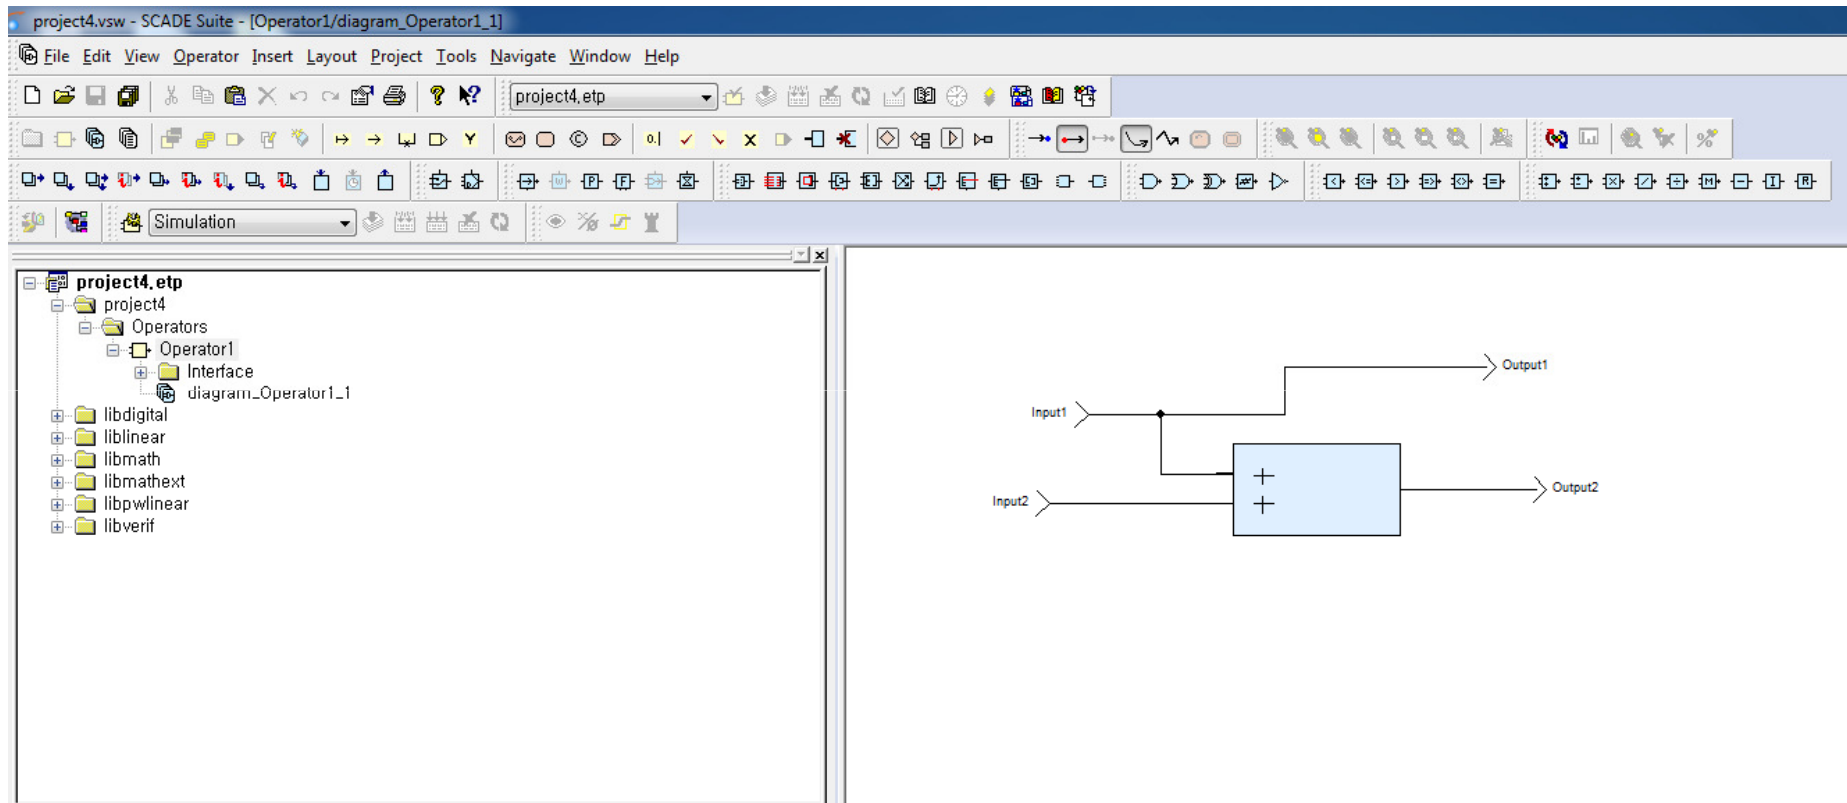 project4.vsw - SCADE Suite - [Operator1/diagram_Operator1_1]
File Edit View Operator Insert Layout Project Tools Navigate Window Help
project4.etp
Simulation
project4.etp
project4
Operators
Operator1
Interface
diagram_Operator1_1
libdigital
liblinear
libmath
libmathext
libpwlinear
libverif
Output1
Input1
+
Output2
Input2
+